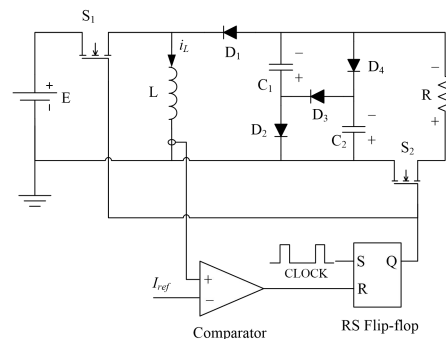 S1
iL
D1
C1
D4
E
L
D3
R
D2
C2
S2
S
Q
CLOCK
R
Iref
+
−
Comparator
RS Flip-flop